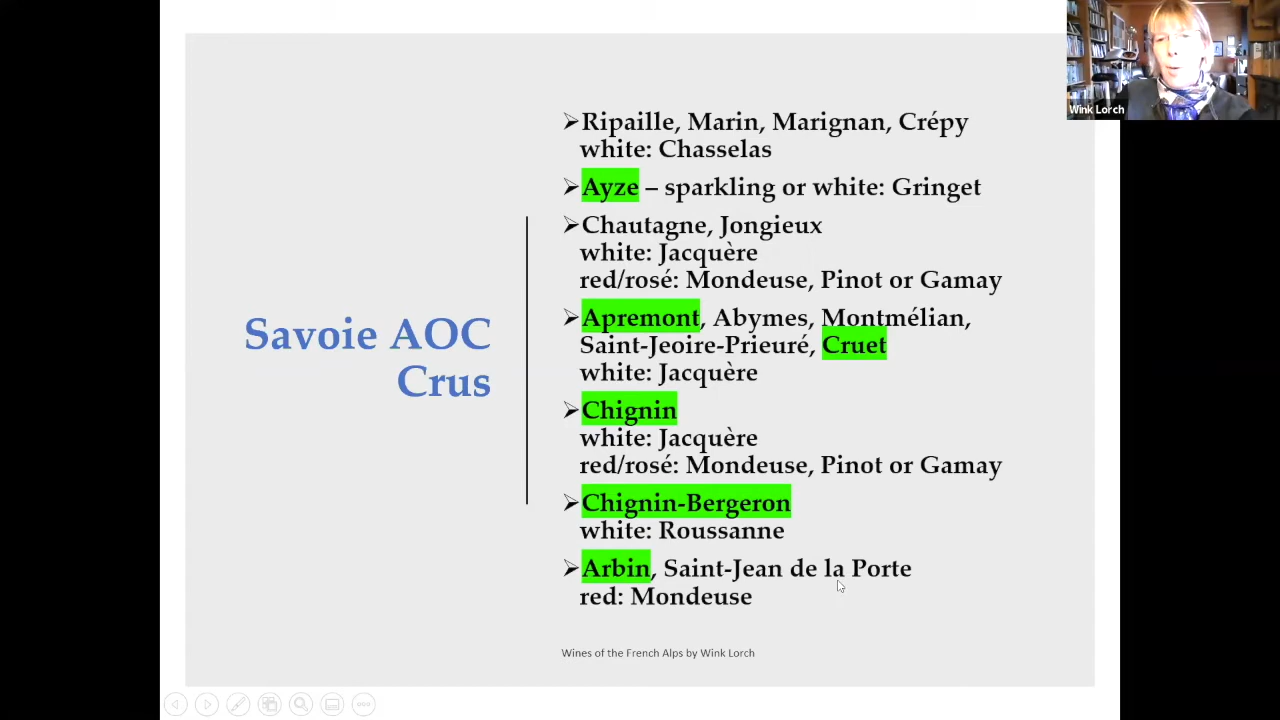 Wink Lorch
Savoie AOC
Crus
➢Ripaille, Marin, Marignan, Crépy
white: Chasselas
➢Ayze – sparkling or white: Gringet
➢Chautagne, Jongieux
white: Jacquère
red/rosé: Mondeuse, Pinot or Gamay
➢Apremont, Abymes, Montmélian,
Saint-Jeoire-Prieuré, Cruet
white: Jacquère
➢Chignin
white: Jacquère
red/rosé: Mondeuse, Pinot or Gamay
➢Chignin-Bergeron
white: Roussanne
➢Arbin, Saint-Jean de la Porte
red: Mondeuse
Wines of the French Alps by Wink Lorch